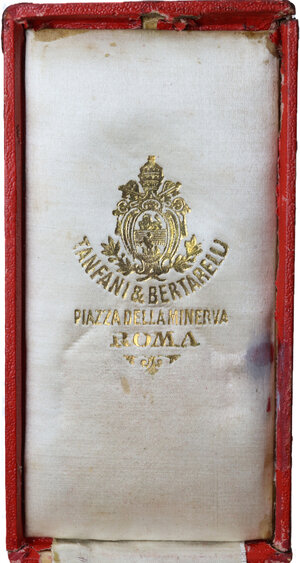 TANFANI & BERTARELLI
PIAZZA DELLA MINERVA
ROMA